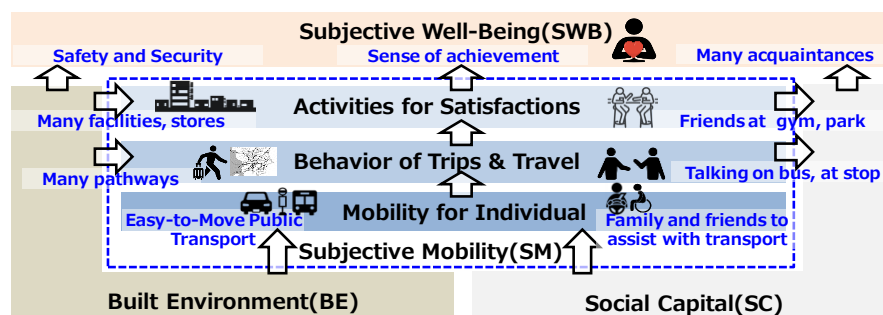 Subjective Well-Being(SWB)
Safety and Security
Sense of achievement
Many acquaintances
Activities for Satisfactions
Many facilities, stores
Friends at gym, park
Behavior of Trips & Travel
Many pathways
Talking on bus, at stop
Mobility for Individual
Easy-to-Move Public
Transport
Family and friends to
assist with transport
Subjective Mobility(SM)
Built Environment(BE)
Social Capital(SC)